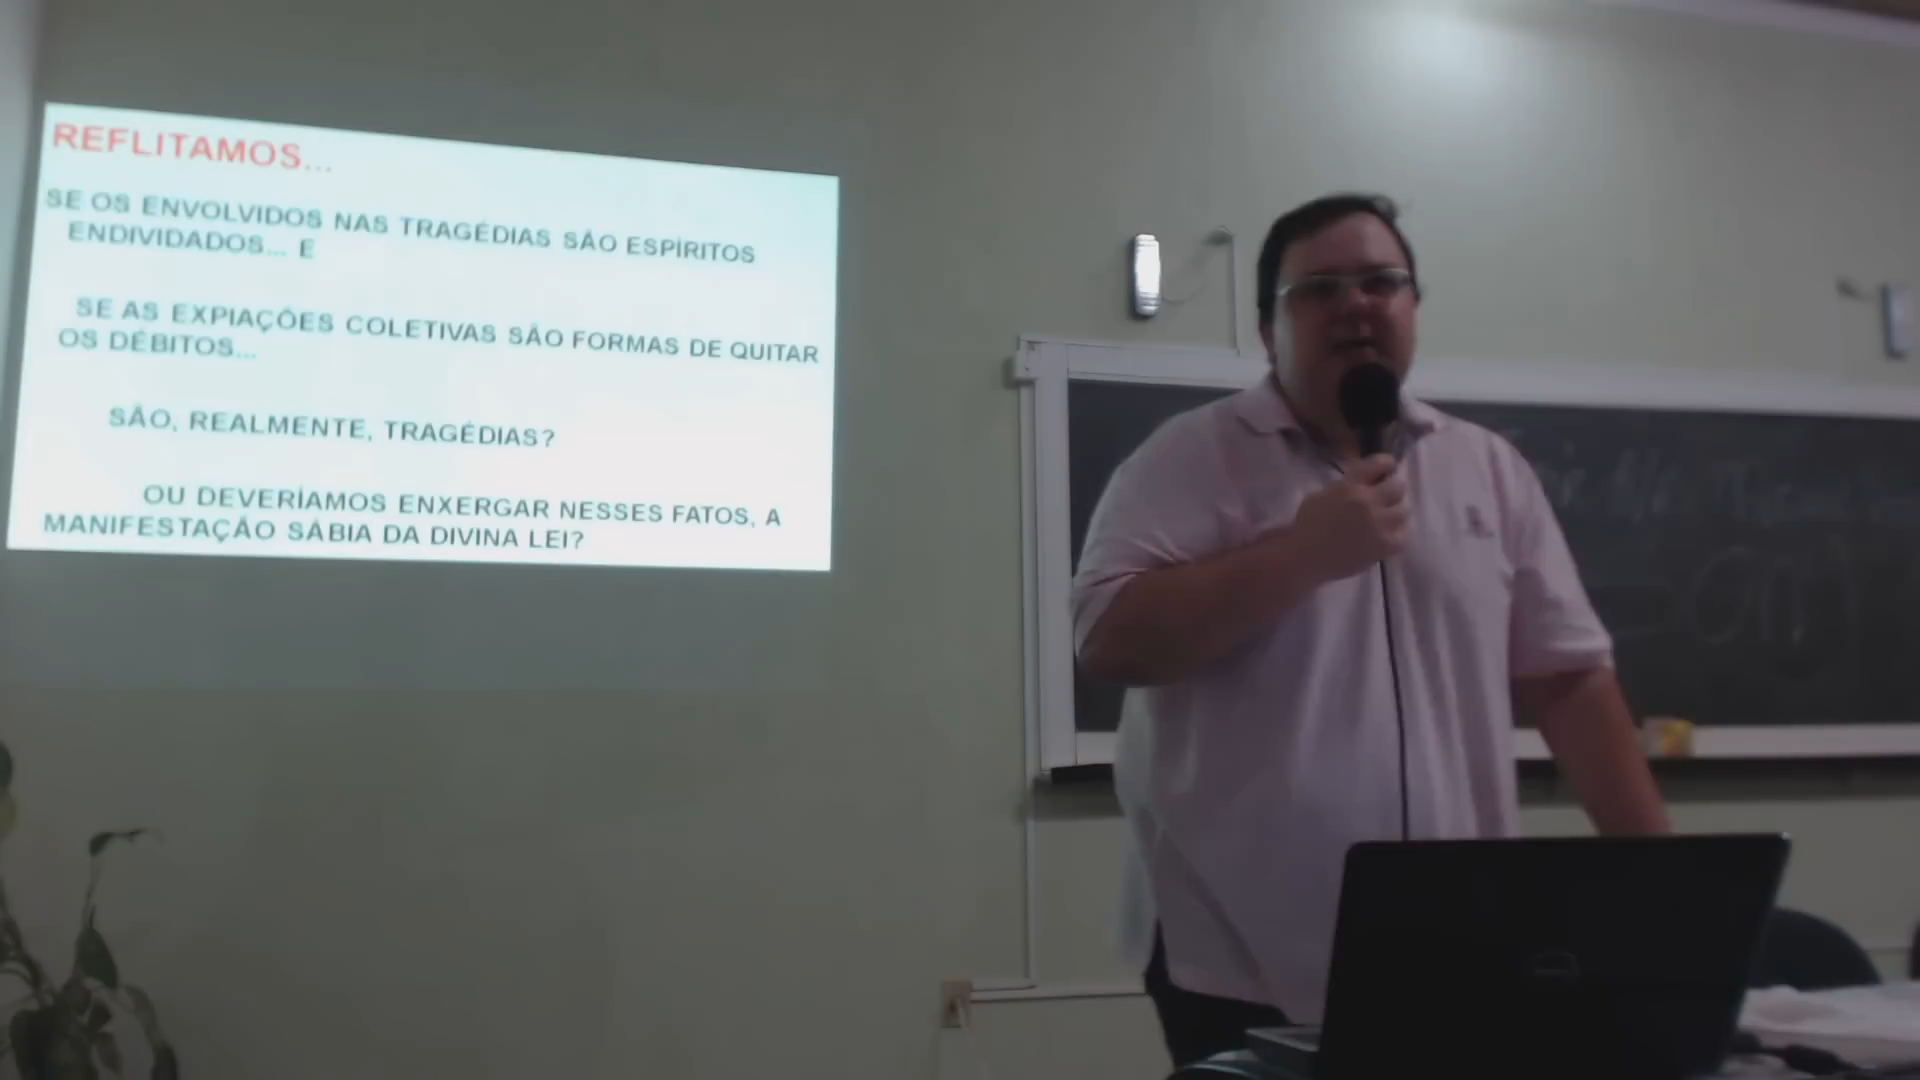 REFLITAMOS...
SE OS ENVOLVIDOS NAS TRAGÉDIAS SÃO ESPÍRITOS
ENDIVIDADOS... E
SE AS EXPIAÇÕES COLETIVAS SÃO FORMAS DE QUITAR
OS DÉBITOS...
SÃO, REALMENTE, TRAGÉDIAS?
OU DEVERÍAMOS ENXERGAR NESSES FATOS, A
MANIFESTAÇÃO SÁBIA DA DIVINA LEI?